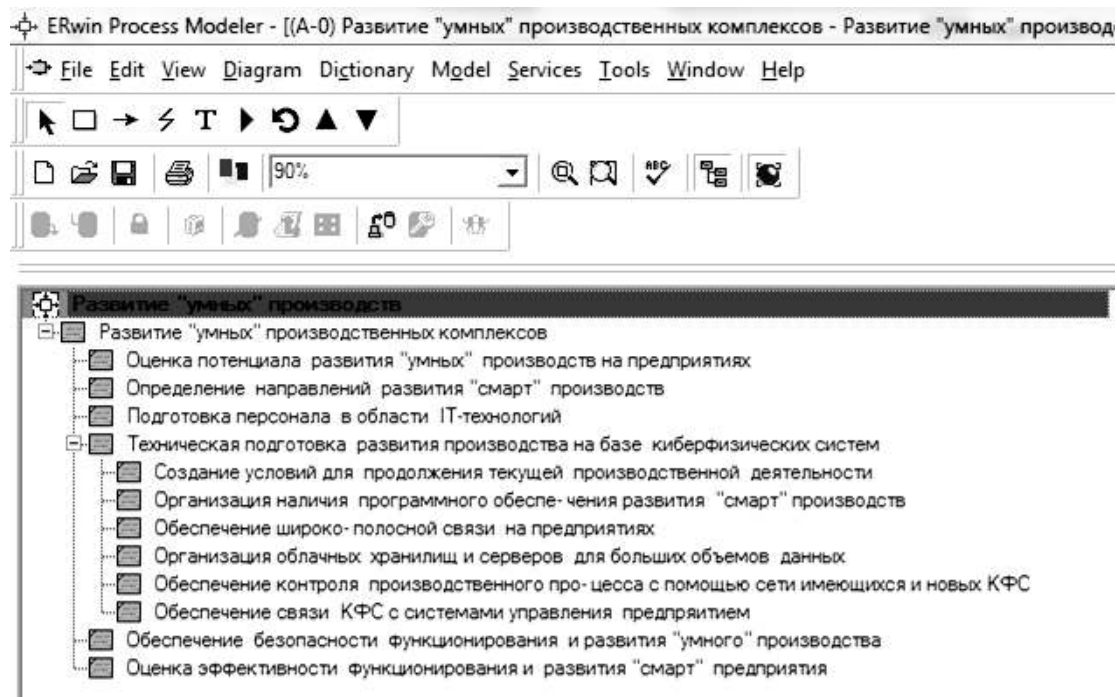 ERwin Process Modeler - [(A-0) Развитие "умных" производственных комплексов - Развитие "умных" производ
File Edit View Diagram Dictionary Model Services Tools Window Help
T
90%
ABC
Развитие "умных" производств
Развитие "умных" производственных комплексов
Оценка потенциала развития "умных" производств на предприятиях
Определение направлений развития "смарт" производств
Подготовка персонала в области IT-технологий
Техническая подготовка развития производства на базе киберфизических систем
Создание условий для продолжения текущей производственной деятельности
Организация наличия программного обеспе- чения развития "смарт" производств
Обеспечение широко- полосной связи на предприятиях
Организация облачных хранилищ и серверов для больших объемов данных
Обеспечение контроля производственного про- цесса с помощью сети имеющихся и новых КФС
Обеспечение связи КФС с системами управления предпряитием
Обеспечение безопасности функционирования и развития "умного" производства
Оценка эффективности функционирования и развития "смарт" предприятия